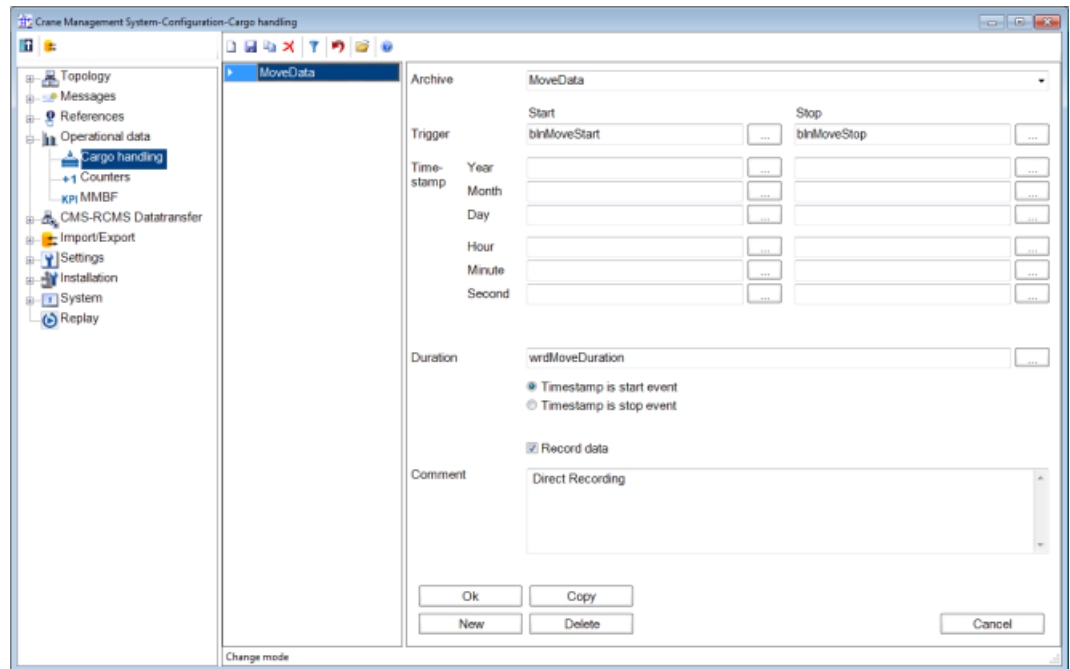 Crane Management System-Configuration-Cargo handling
Topology
Messages
References
Operational data
Cargo handling
+1 Counters
KPI MMBF
CMS-RCMS Datatransfer
Import/Export
Settings
Installation
System
Replay
MoveData
Archive MoveData
Start Stop
Trigger blnMoveStart ... blnMoveStop ...
Time- Year ... ...
stamp Month ... ...
Day ... ...
Hour ... ...
Minute ... ...
Second ... ...
Duration wrdMoveDuration ...
Timestamp is start event
Timestamp is stop event
Record data
Comment Direct Recording
Ok Copy
New Delete Cancel
Change mode